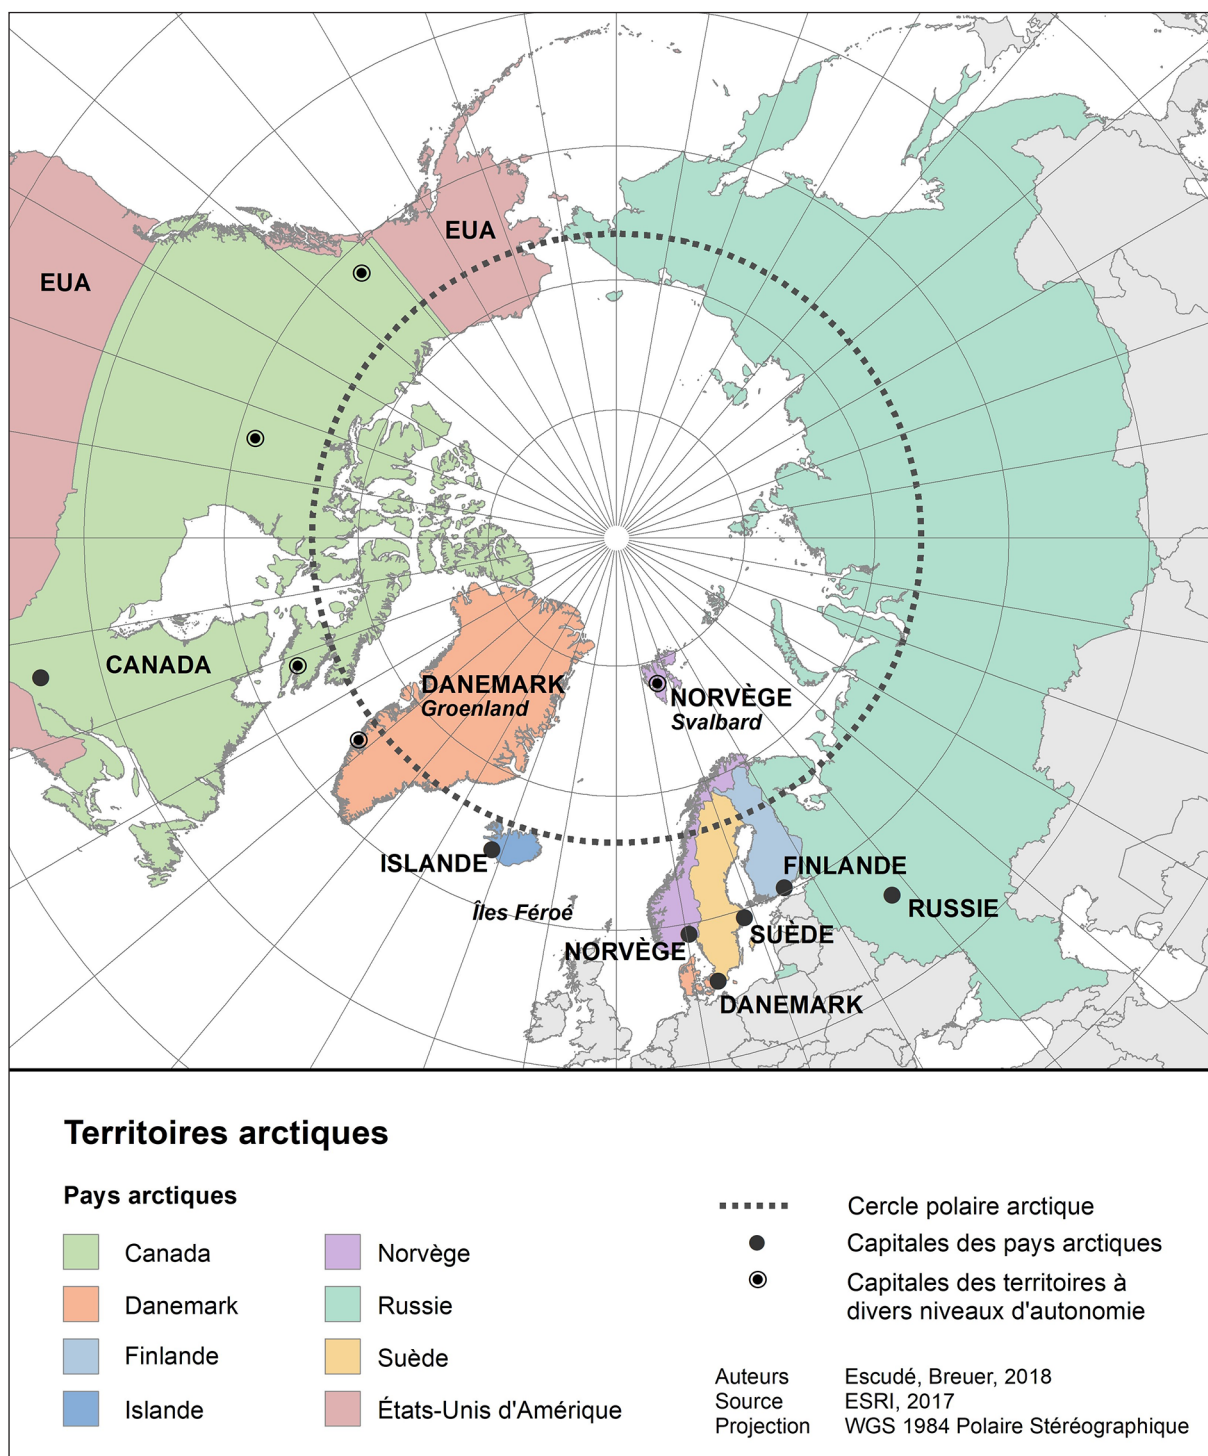 EUA
EUA
CANADA
DANEMARK
Groenland
NORVÈGE
Svalbard
ISLANDE
FINLANDE
Îles Féroé
RUSSIE
SUÈDE
NORVÈGE
DANEMARK
Territoires arctiques
Pays arctiques
Canada
Danemark
Finlande
Islande
Norvège
Russie
Suède
États-Unis d'Amérique
Cercle polaire arctique
Capitales des pays arctiques
Capitales des territoires à
divers niveaux d'autonomie
Auteurs Escudé, Breuer, 2018
Source ESRI, 2017
Projection WGS 1984 Polaire Stéréographique